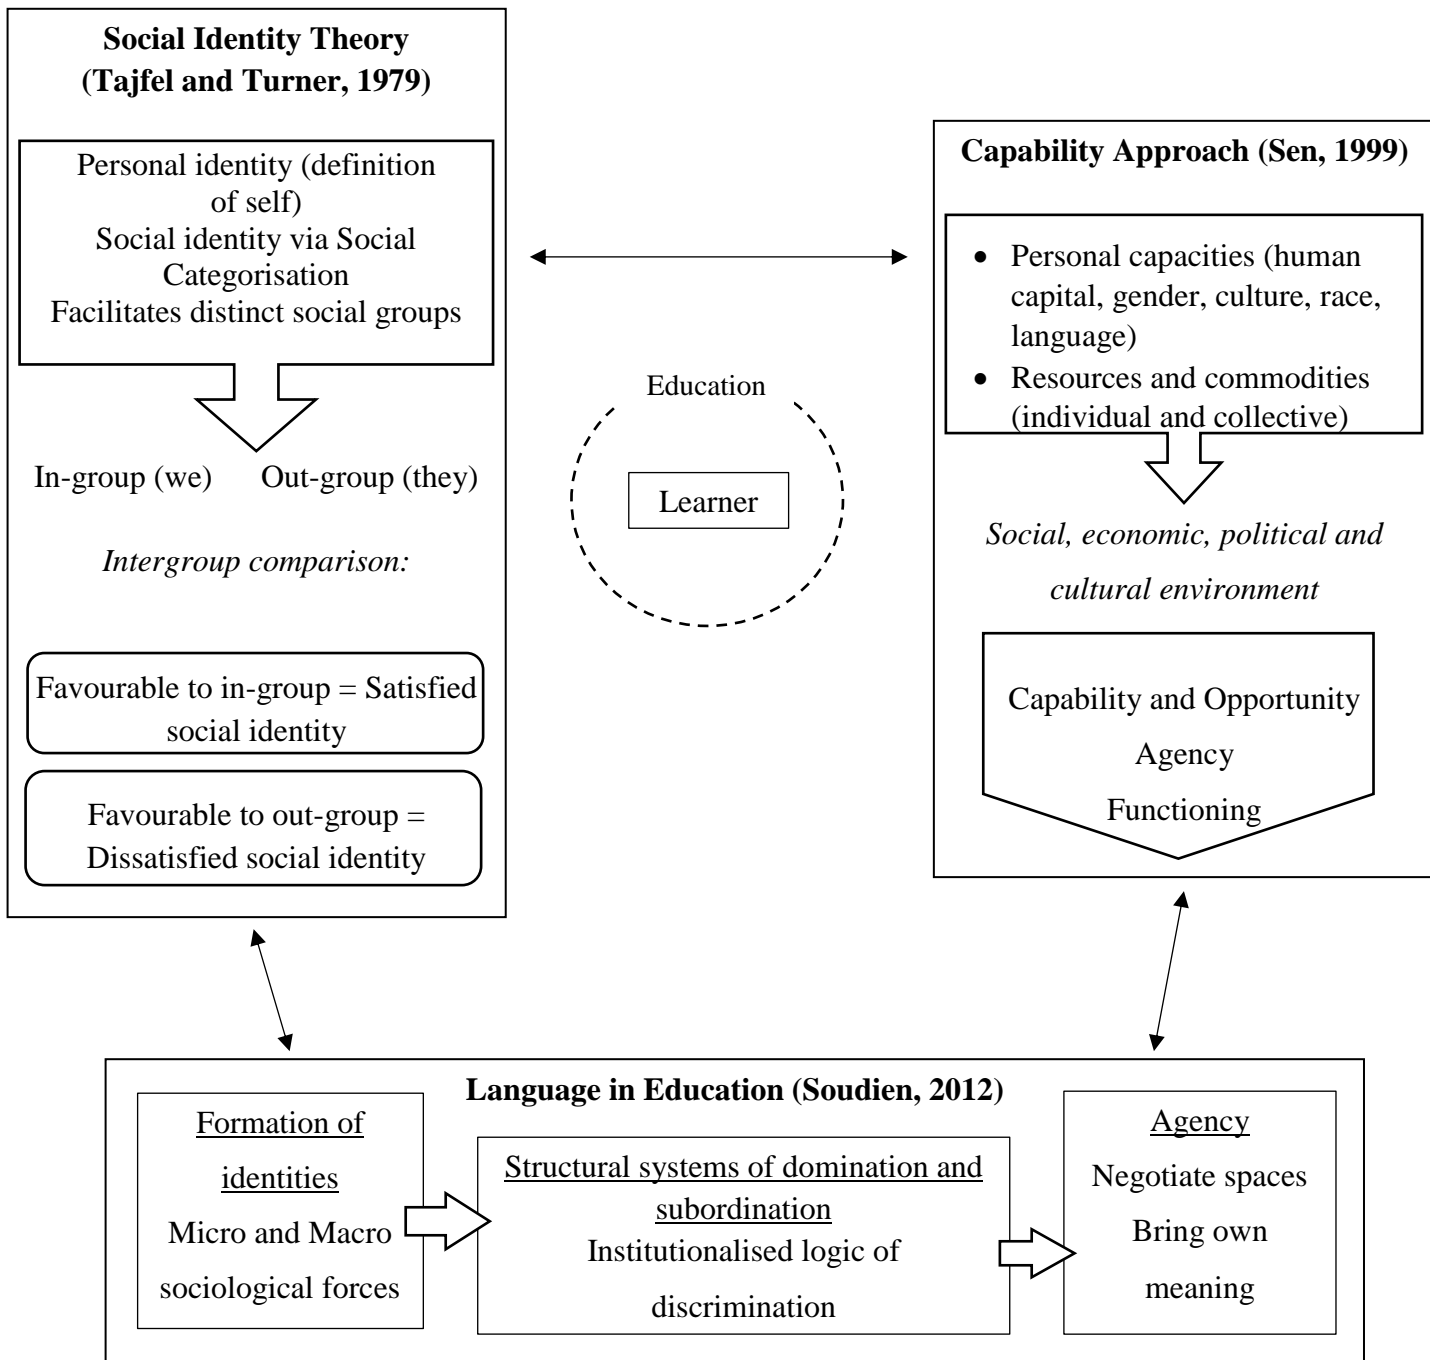 Social Identity Theory
(Tajfel and Turner, 1979)
Personal identity (definition
of self)
Social identity via Social
Categorisation
Facilitates distinct social groups
In-group (we) Out-group (they)
Intergroup comparison:
Favourable to in-group = Satisfied
social identity
Favourable to out-group =
Dissatisfied social identity
Education
Learner
Capability Approach (Sen, 1999)
• Personal capacities (human
capital, gender, culture, race,
language)
• Resources and commodities
(individual and collective)
Social, economic, political and
cultural environment
Capability and Opportunity
Agency
Functioning
Language in Education (Soudien, 2012)
Formation of
identities
Micro and Macro
sociological forces
Structural systems of domination and
subordination
Institutionalised logic of
discrimination
Agency
Negotiate spaces
Bring own
meaning